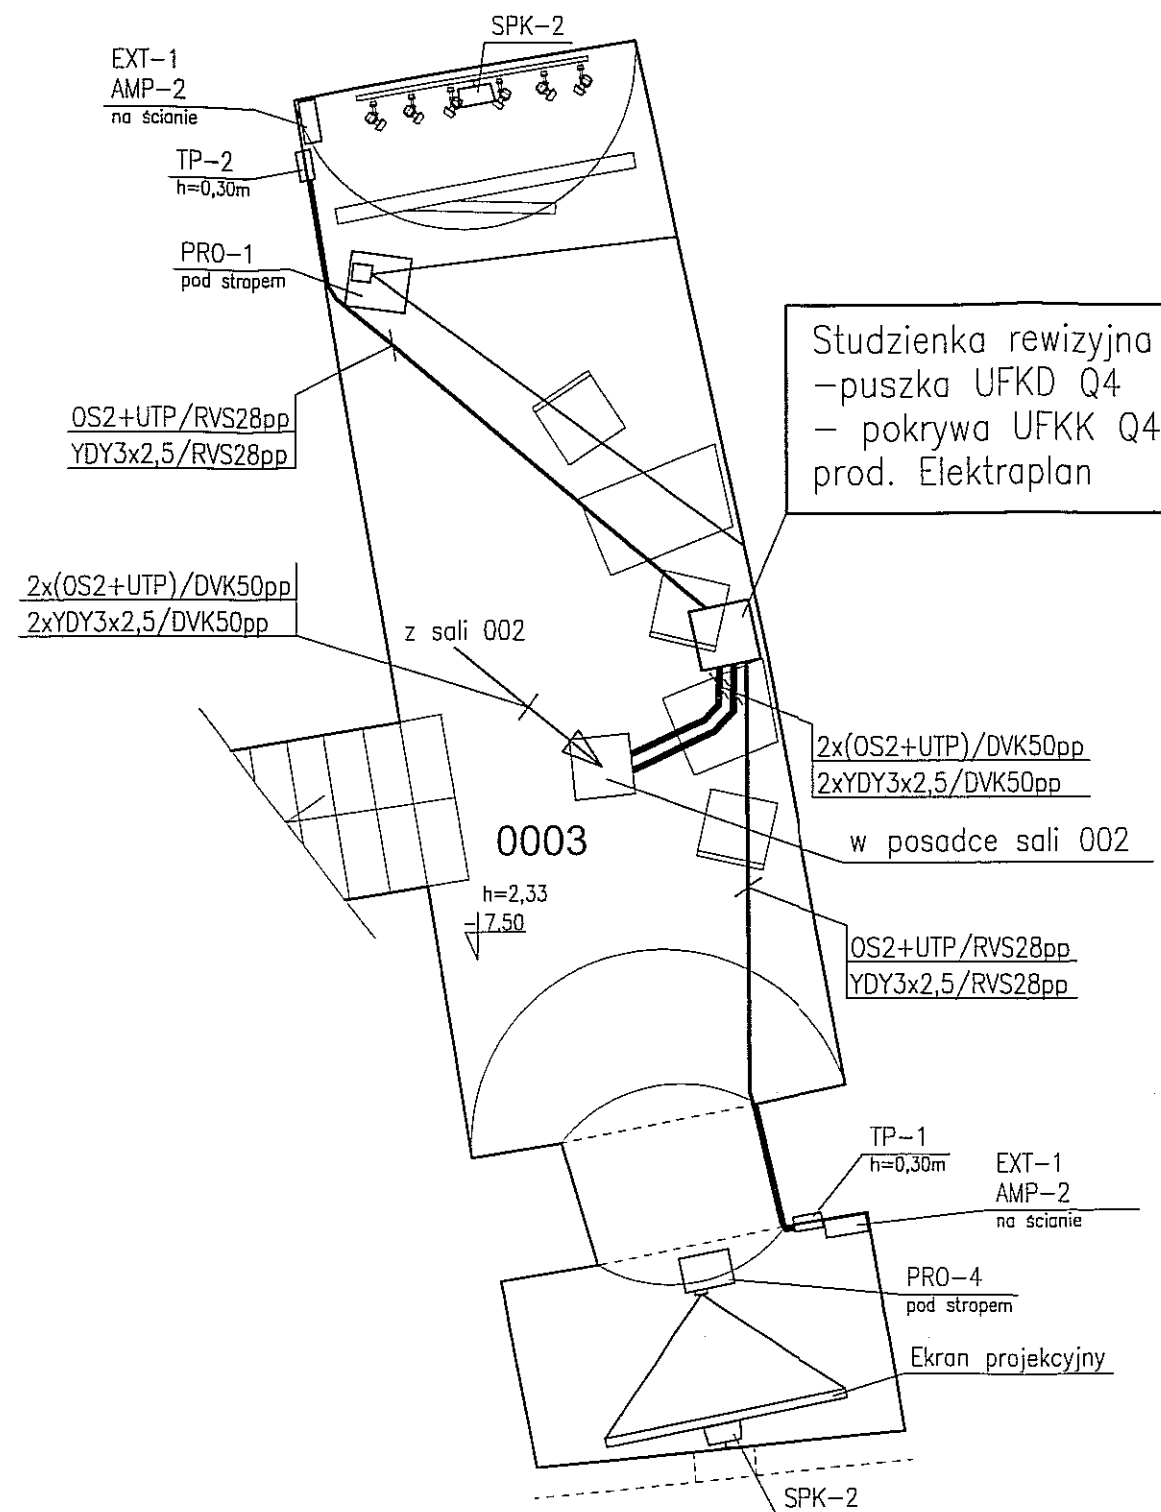 SPK-2
EXT-1
AMP-2
na ścianie
TP-2
h=0,30m
PRO-1
pod stropem
Studzienka rewizyjna
-puszka UFKD Q4
- pokrywa UFKK Q4
prod. Elektraplan
OS2+UTP/RVS28pp
YDY3x2,5/RVS28pp
2x(OS2+UTP)/DVK50pp
2xYDY3x2,5/DVK50pp
z sali 002
2x(OS2+UTP)/DVK50pp
2xYDY3x2,5/DVK50pp
w posadce sali 002
0003
h=2,33
-7.50
OS2+UTP/RVS28pp
YDY3x2,5/RVS28pp
TP-1
h=0,30m
EXT-1
AMP-2
na ścianie
PRO-4
pod stropem
Ekran projekcyjny
SPK-2